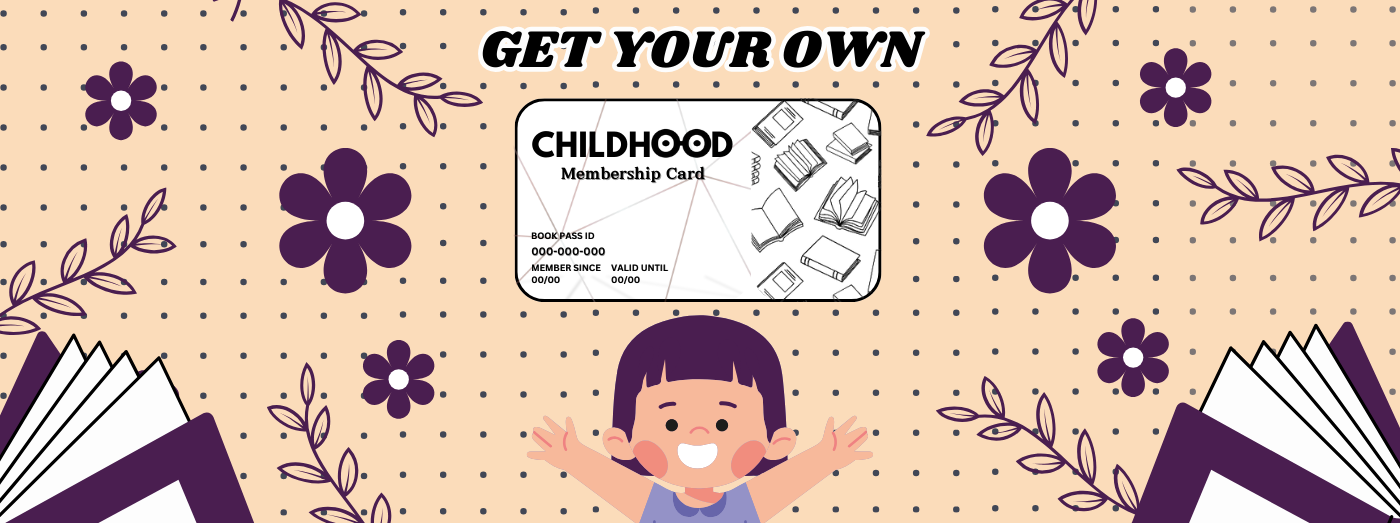 GET YOUR OWN
CHILDHOOD
Membership Card
BOOK PASS ID
000-000-000
MEMBER SINCE VALID UNTIL
00/00 00/00